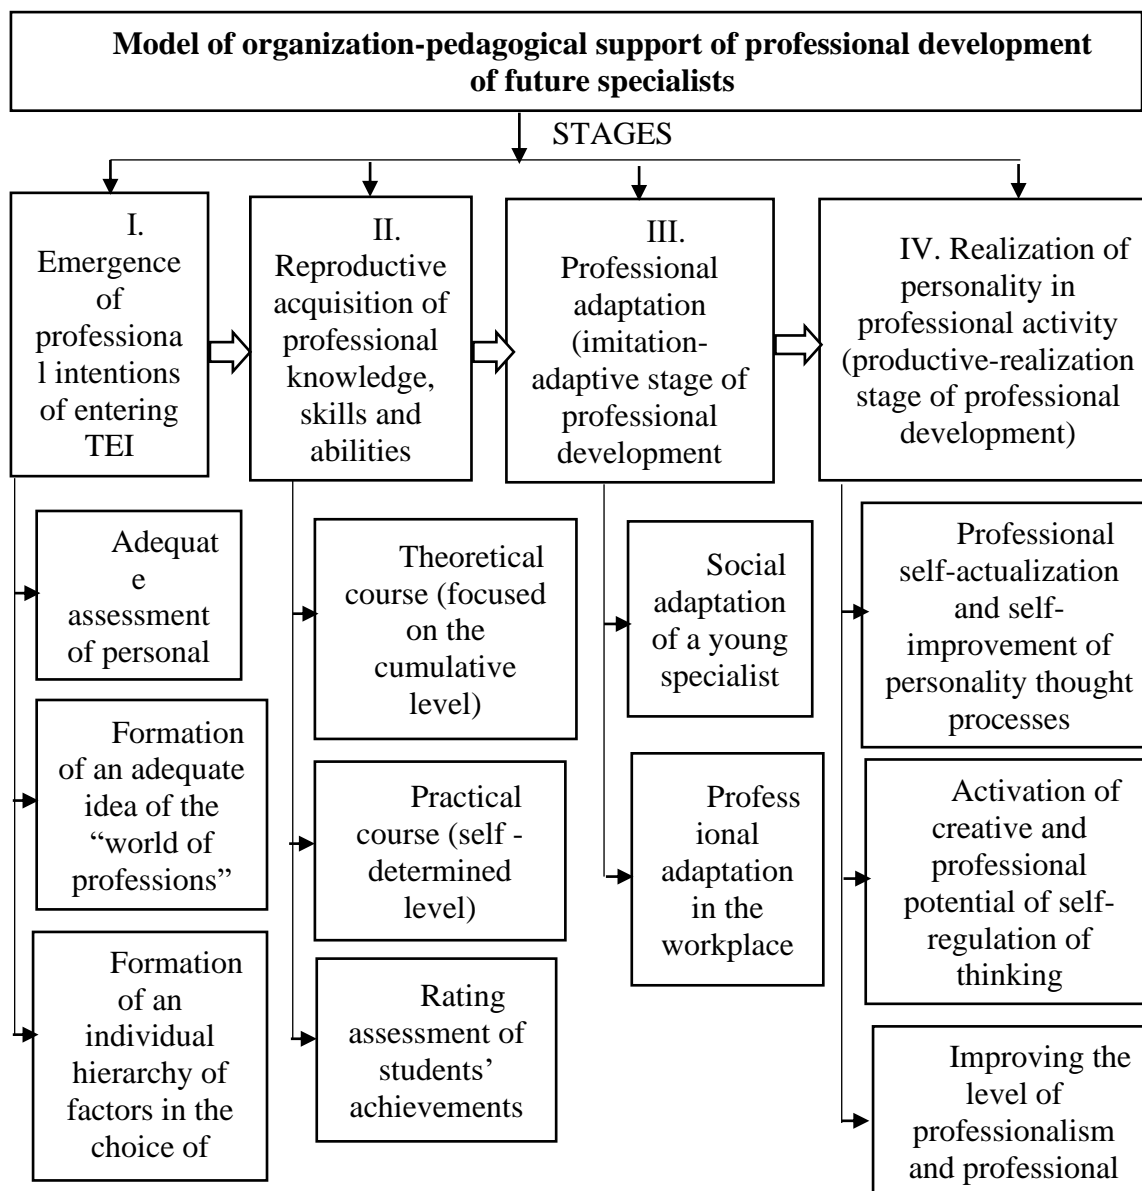 Model of organization-pedagogical support of professional development
of future specialists
STAGES
I.
Emergence
of
professiona
l intentions
of entering
TEI
II.
Reproductive
acquisition of
professional
knowledge,
skills and
abilities
III.
Professional
adaptation
(imitation-
adaptive stage of
professional
development
IV. Realization of
personality in
professional activity
(productive-realization
stage of professional
development)
Adequat
e
assessment
of personal
Formation
of an adequate
idea of the
“world of
professions”
Formation
of an
individual
hierarchy of
factors in the
choice of
Theoretical
course (focused
on the
cumulative
level)
Practical
course (self -
determined
level)
Rating
assessment of
students’
achievements
Social
adaptation
of a young
specialist
Profess
ional
adaptation
in the
workplace
Professional
self-actualization
and self-
improvement of
personality thought
processes
Activation of
creative and
professional
potential of self-
regulation of
thinking
Improving the
level of
professionalism
and professional